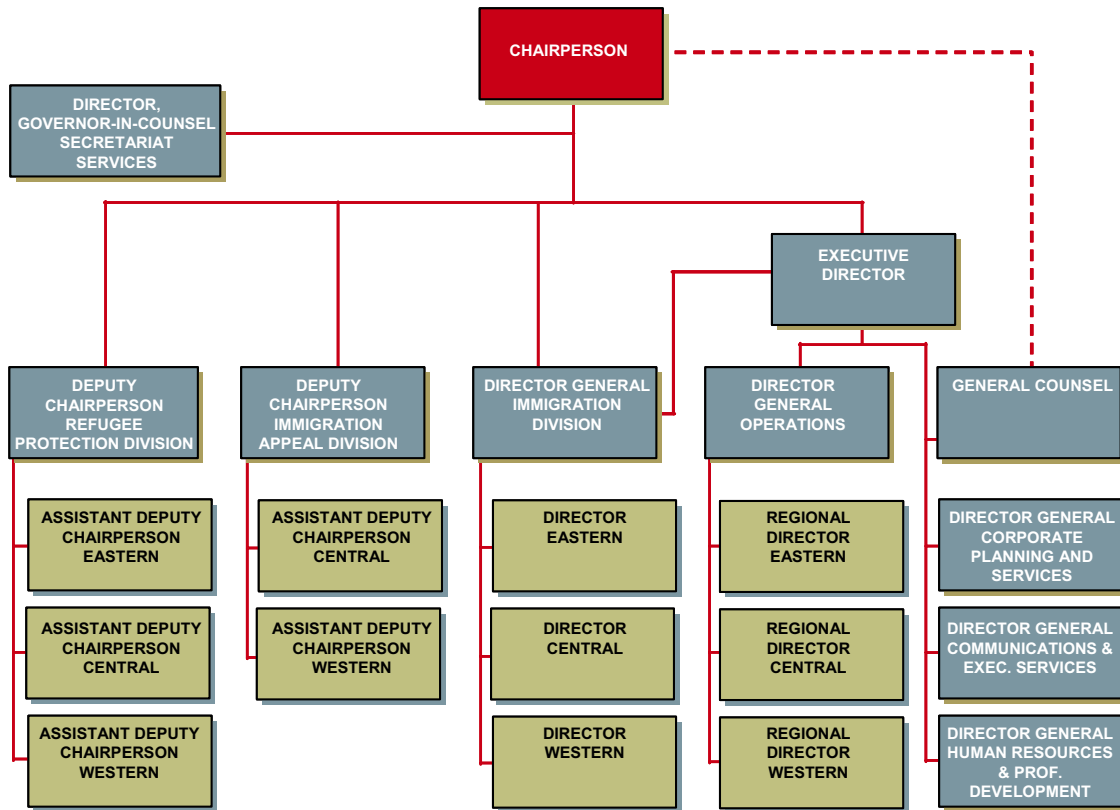 CHAIRPERSON
DIRECTOR,
GOVERNOR-IN-COUNSEL
SECRETARIAT
SERVICES
EXECUTIVE
DIRECTOR
DEPUTY
CHAIRPERSON
REFUGEE
PROTECTION DIVISION
DEPUTY
CHAIRPERSON
IMMIGRATION
APPEAL DIVISION
DIRECTOR GENERAL
IMMIGRATION
DIVISION
DIRECTOR
GENERAL
OPERATIONS
GENERAL COUNSEL
ASSISTANT DEPUTY
CHAIRPERSON
EASTERN
ASSISTANT DEPUTY
CHAIRPERSON
CENTRAL
DIRECTOR
EASTERN
REGIONAL
DIRECTOR
EASTERN
DIRECTOR GENERAL
CORPORATE
PLANNING AND
SERVICES
ASSISTANT DEPUTY
CHAIRPERSON
CENTRAL
ASSISTANT DEPUTY
CHAIRPERSON
WESTERN
DIRECTOR
CENTRAL
REGIONAL
DIRECTOR
CENTRAL
DIRECTOR GENERAL
COMMUNICATIONS &
EXEC. SERVICES
ASSISTANT DEPUTY
CHAIRPERSON
WESTERN
DIRECTOR
WESTERN
REGIONAL
DIRECTOR
WESTERN
DIRECTOR GENERAL
HUMAN RESOURCES
& PROF.
DEVELOPMENT